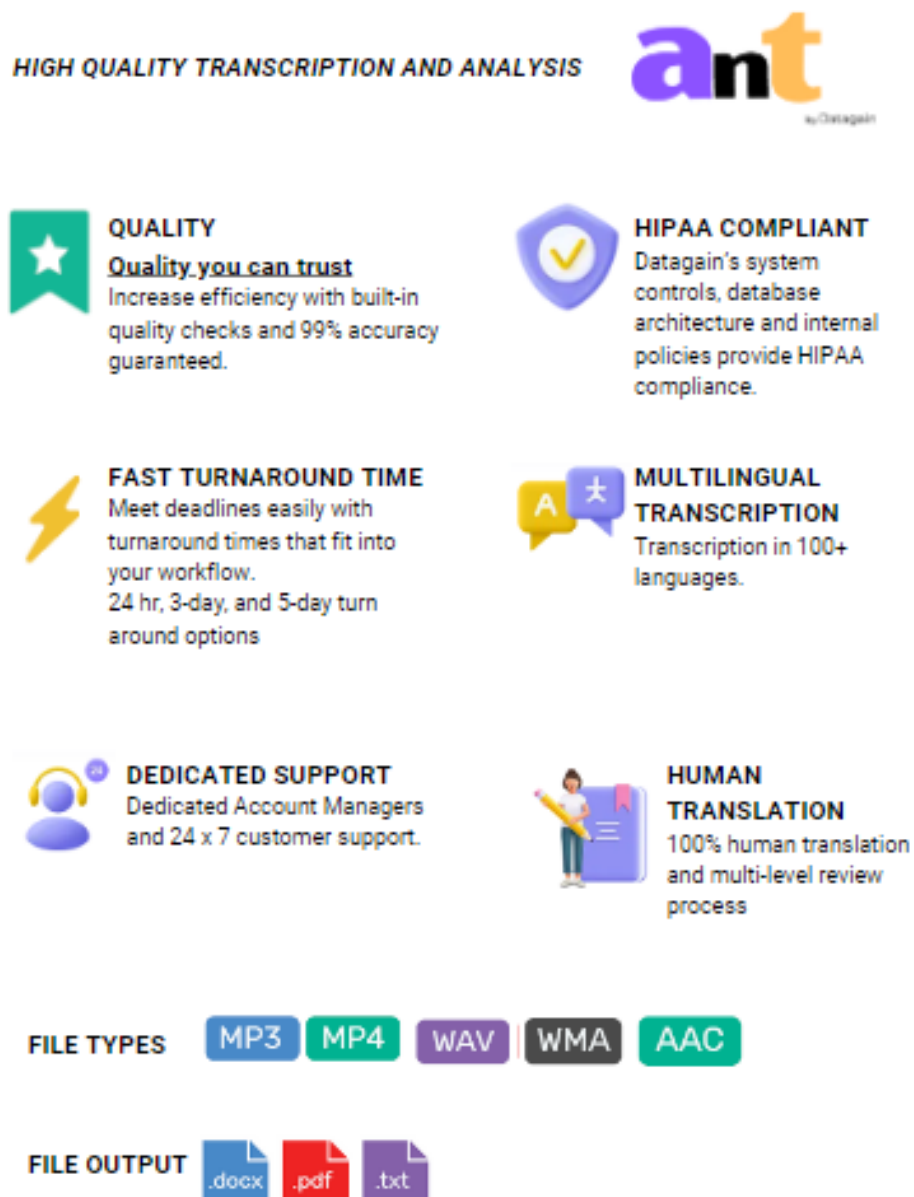 HIGH QUALITY TRANSCRIPTION AND ANALYSIS
ant
by Datagain
QUALITY
Quality you can trust
Increase efficiency with built-in
quality checks and 99% accuracy
guaranteed.
HIPAA COMPLIANT
Datagain's system
controls, database
architecture and internal
policies provide HIPAA
compliance.
FAST TURNAROUND TIME
Meet deadlines easily with
turnaround times that fit into
your workflow.
24 hr, 3-day, and 5-day turn
around options
A
MULTILINGUAL
TRANSCRIPTION
Transcription in 100+
languages.
24
DEDICATED SUPPORT
Dedicated Account Managers
and 24 x 7 customer support.
HUMAN
TRANSLATION
100% human translation
and multi-level review
process
FILE TYPES MP3 MP4 WAV WMA AAC
FILE OUTPUT .docx .pdf .txt